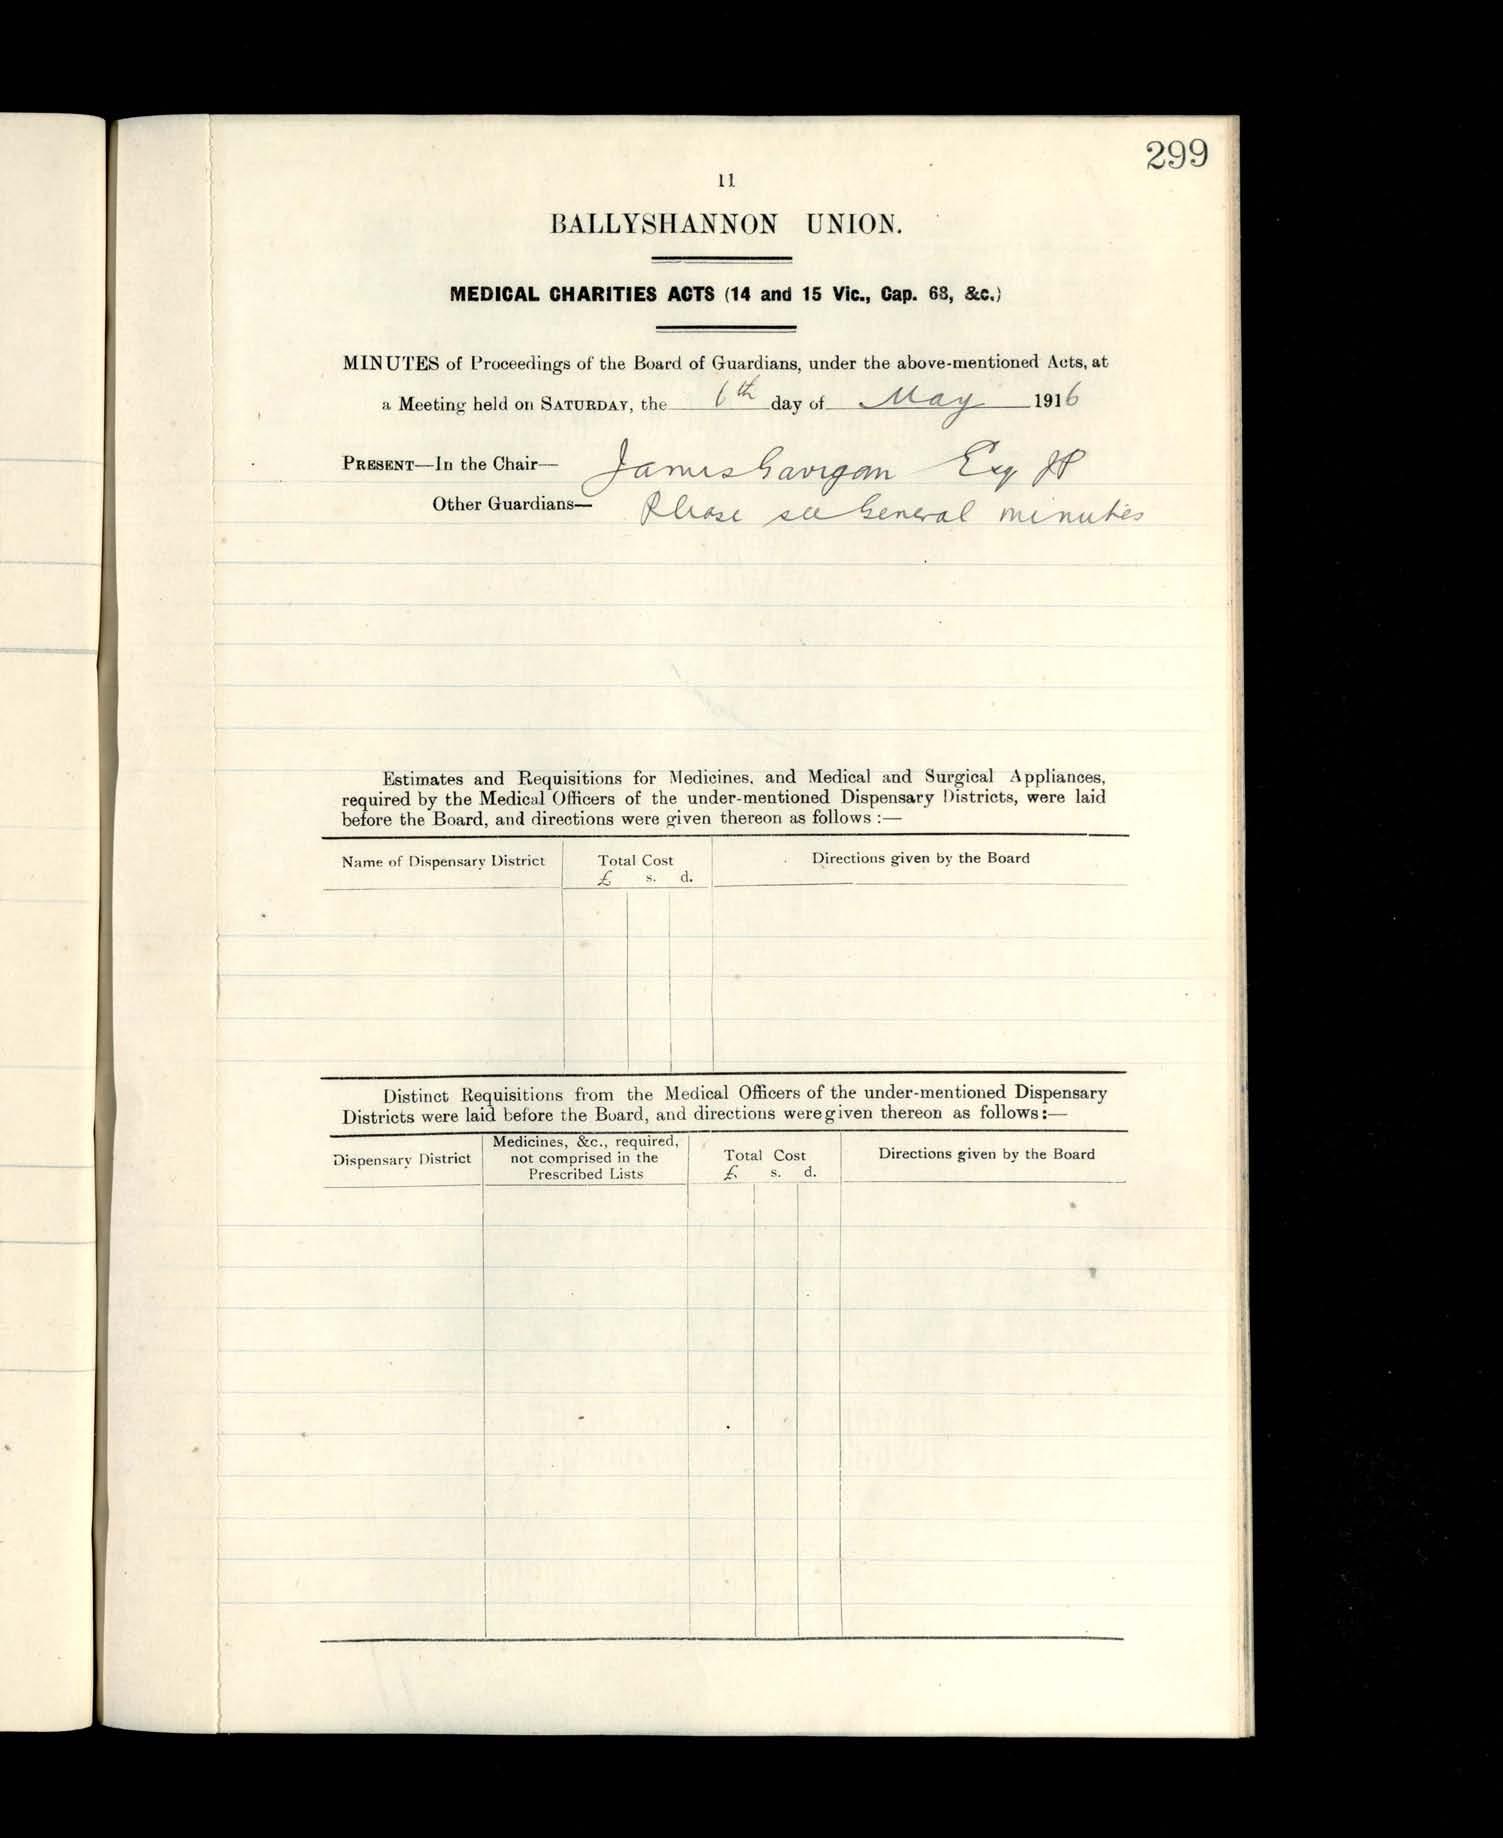 299
11
BALLYSHANNON UNION.
MEDICAL CHARITIES ACTS (14 and 15 Vic., Cap. 68, &c.)
MINUTES of Proceedings of the Board of Guardians, under the above-mentioned Acts, at
a Meeting held on SATURDAY, the 6th day of May 1916
PRESENT—In the Chair— James Gavigan Esq JP
Other Guardians— Please see General minutes
Estimates and Requisitions for Medicines, and Medical and Surgical Appliances,
required by the Medical Officers of the under-mentioned Dispensary Districts, were laid
before the Board, and directions were given thereon as follows :—
Name of Dispensary District Total Cost Directions given by the Board
£ s. d.
Distinct Requisitions from the Medical Officers of the under-mentioned Dispensary
Districts were laid before the Board, and directions were given thereon as follows:—
Dispensary District
Medicines, &c., required,
not comprised in the
Prescribed Lists
Total Cost
£ s. d.
Directions given by the Board